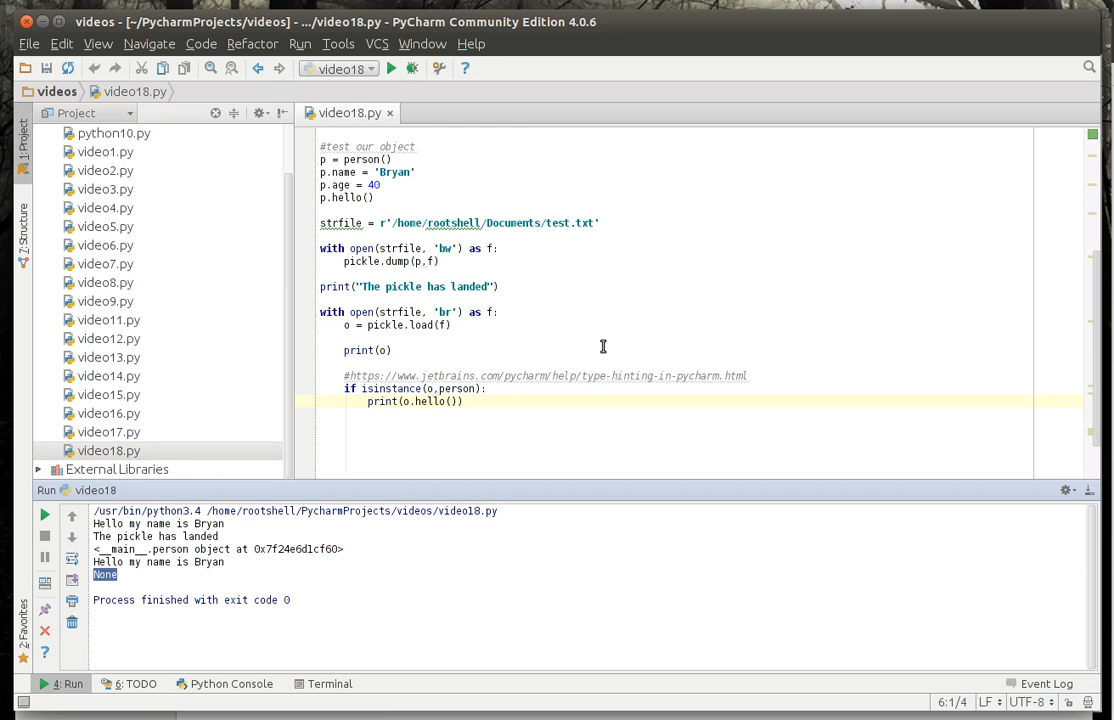 videos - [~/PycharmProjects/videos] - .../video18.py - PyCharm Community Edition 4.0.6
File Edit View Navigate Code Refactor Run Tools VCS Window Help
video18
videos video18.py
Project
video18.py
1: Project
7: Structure
2: Favorites
python10.py
video1.py
video2.py
video3.py
video4.py
video5.py
video6.py
video7.py
video8.py
video9.py
video11.py
video12.py
video13.py
video14.py
video15.py
video16.py
video17.py
video18.py
External Libraries
#test our object
p = person()
p.name = 'Bryan'
p.age = 40
p.hello()
strfile = r'/home/rootshell/Documents/test.txt'
with open(strfile, 'bw') as f:
pickle.dump(p,f)
print("The pickle has landed")
with open(strfile, 'br') as f:
o = pickle.load(f)
print(o)
#https://www.jetbrains.com/pycharm/help/type-hinting-in-pycharm.html
if isinstance(o,person):
print(o.hello())
Run video18
/usr/bin/python3.4 /home/rootshell/PycharmProjects/videos/video18.py
Hello my name is Bryan
The pickle has landed
<__main__.person object at 0x7f24e6d1cf60>
Hello my name is Bryan
None
Process finished with exit code 0
4: Run 6: TODO Python Console Terminal Event Log
6:1/4 LF UTF-8